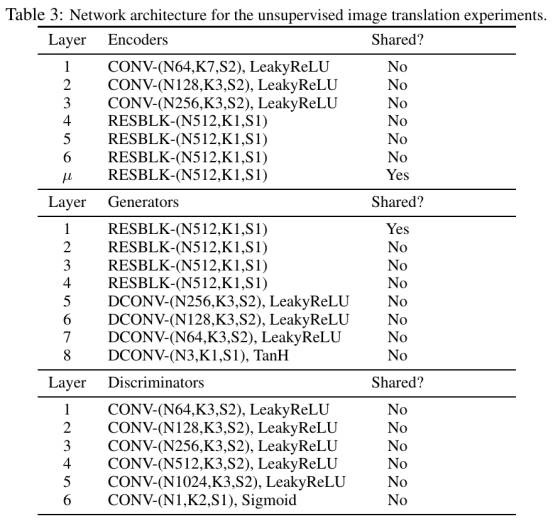 Table 3: Network architecture for the unsupervised image translation experiments.
Layer Encoders Shared?
1 CONV-(N64,K7,S2), LeakyReLU No
2 CONV-(N128,K3,S2), LeakyReLU No
3 CONV-(N256,K3,S2), LeakyReLU No
4 RESBLK-(N512,K1,S1) No
5 RESBLK-(N512,K1,S1) No
6 RESBLK-(N512,K1,S1) No
μ RESBLK-(N512,K1,S1) Yes
Layer Generators Shared?
1 RESBLK-(N512,K1,S1) Yes
2 RESBLK-(N512,K1,S1) No
3 RESBLK-(N512,K1,S1) No
4 RESBLK-(N512,K1,S1) No
5 DCONV-(N256,K3,S2), LeakyReLU No
6 DCONV-(N128,K3,S2), LeakyReLU No
7 DCONV-(N64,K3,S2), LeakyReLU No
8 DCONV-(N3,K1,S1), TanH No
Layer Discriminators Shared?
1 CONV-(N64,K3,S2), LeakyReLU No
2 CONV-(N128,K3,S2), LeakyReLU No
3 CONV-(N256,K3,S2), LeakyReLU No
4 CONV-(N512,K3,S2), LeakyReLU No
5 CONV-(N1024,K3,S2), LeakyReLU No
6 CONV-(N1,K2,S1), Sigmoid No